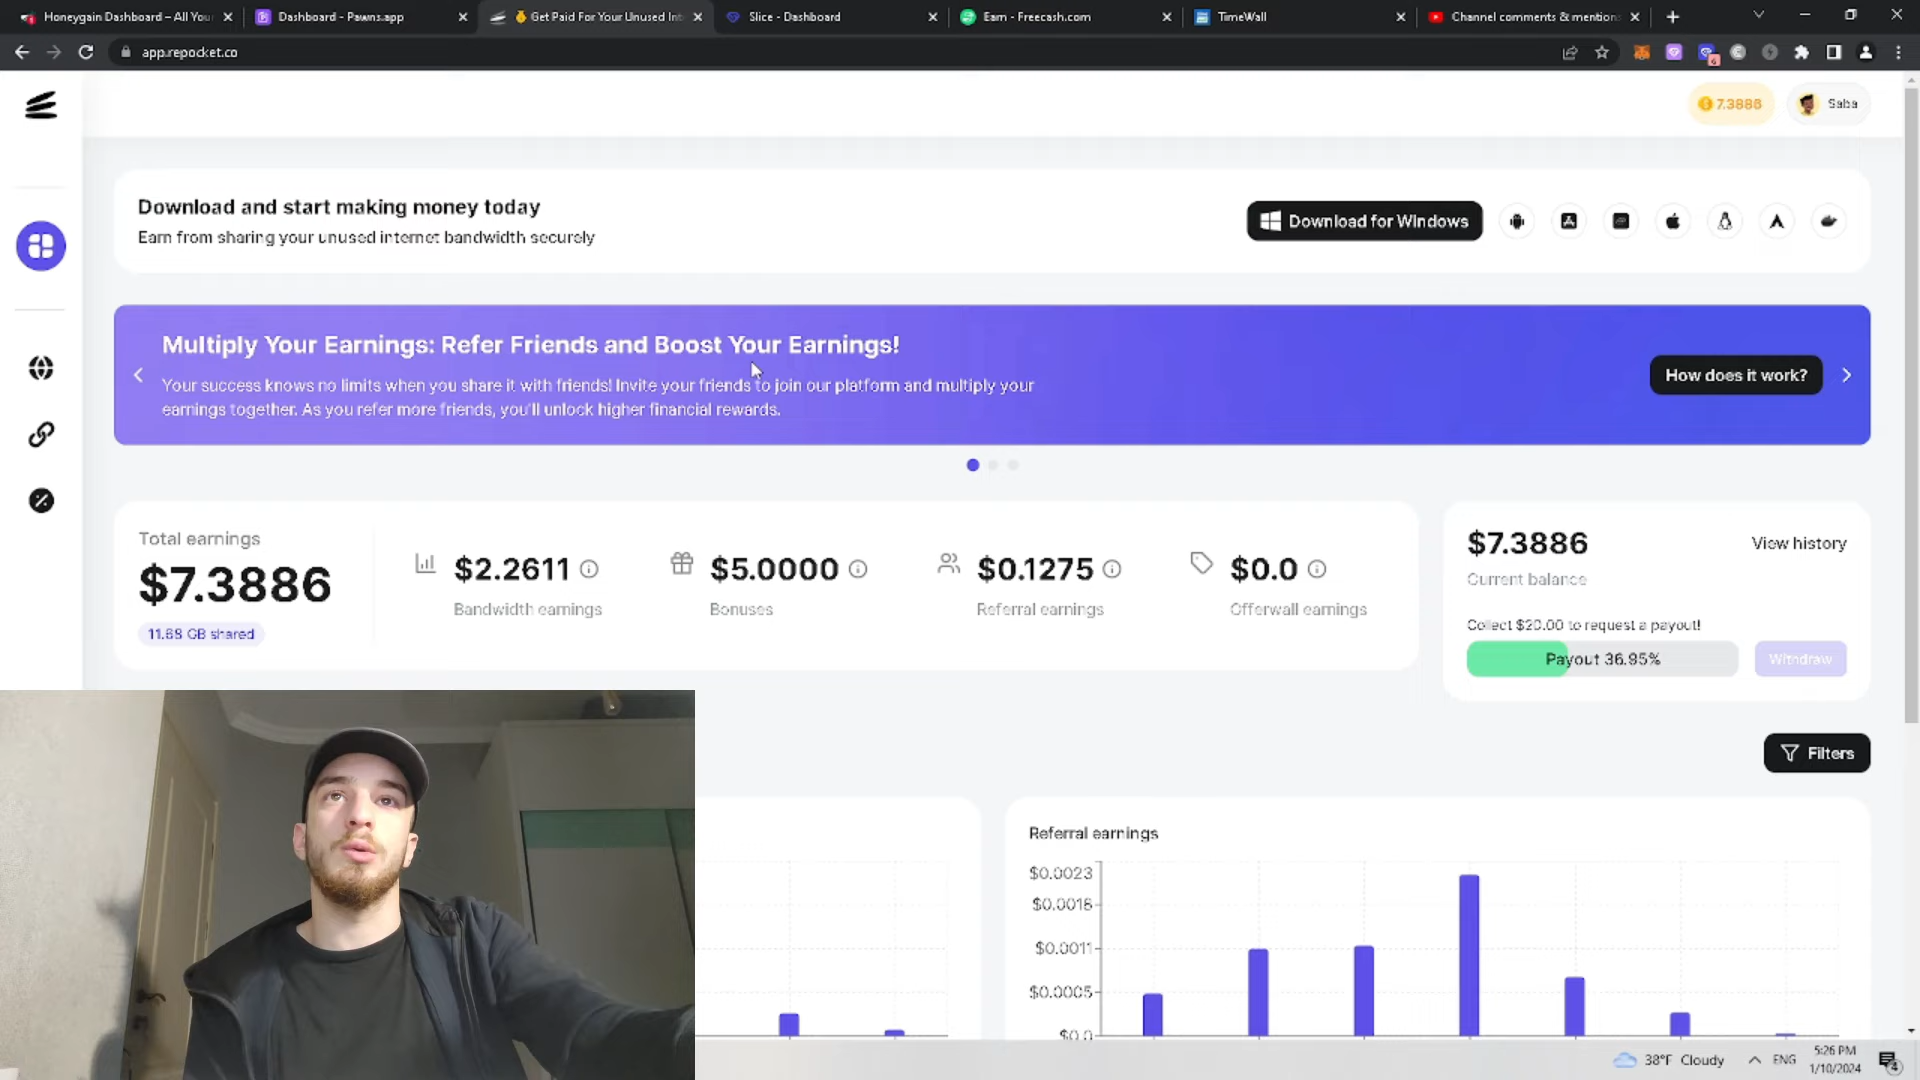 Honeygain Dashboard – All Your
Dashboard - Pawns.app
Get Paid For Your Unused Int
Slice - Dashboard
Earn - Freecash.com
TimeWall
Channel comments & mentions
app.repocket.co
7.3886
Saba
Download and start making money today
Earn from sharing your unused internet bandwidth securely
Download for Windows
Multiply Your Earnings: Refer Friends and Boost Your Earnings!
Your success knows no limits when you share it with friends! Invite your friends to join our platform and multiply your
earnings together. As you refer more friends, you'll unlock higher financial rewards.
How does it work?
Total earnings
$7.3886
11.68 GB shared
$2.2611
Bandwidth earnings
$5.0000
Bonuses
$0.1275
Referral earnings
$0.0
Offerwall earnings
$7.3886
View history
Current balance
Collect $20.00 to request a payout!
Payout 36.95%
Withdraw
Filters
Referral earnings
$0.0023
$0.0016
$0.0011
$0.0005
$0.0
38°F Cloudy
ENG
5:26 PM
1/10/2024